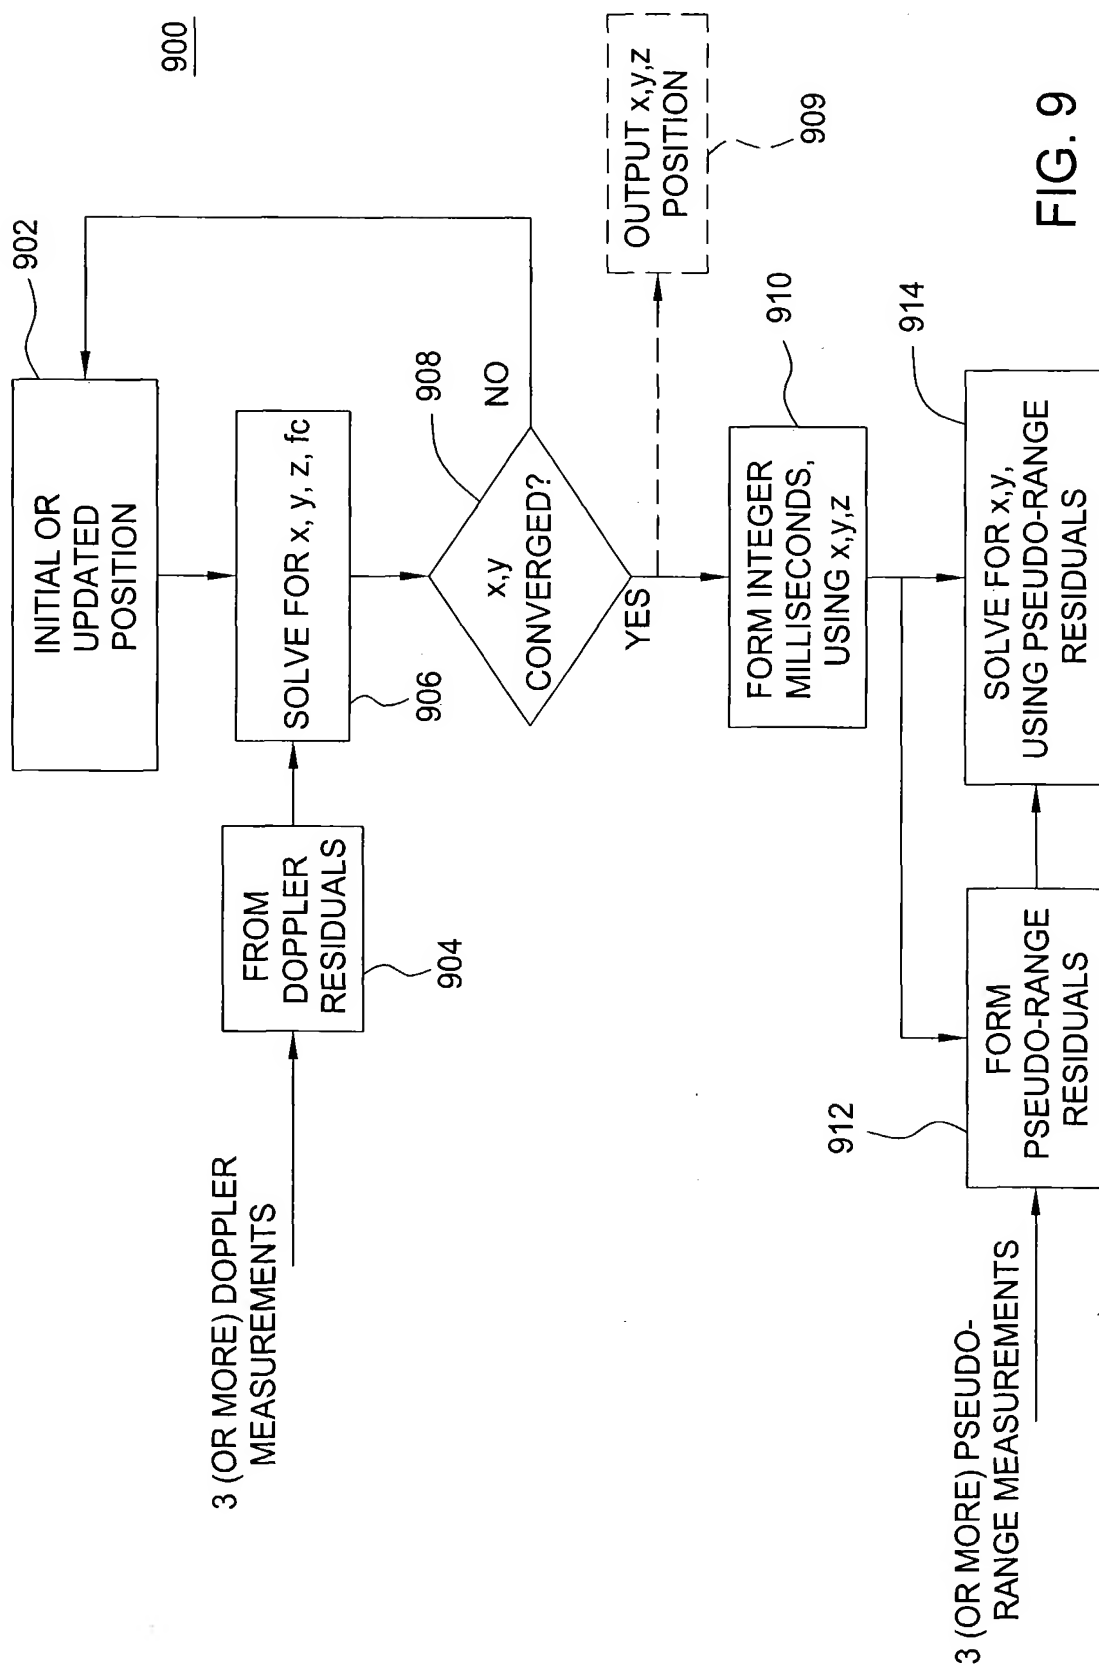 900
902
INITIAL OR
UPDATED
POSITION
3 (OR MORE) DOPPLER
MEASUREMENTS
FROM
DOPPLER
RESIDUALS
904
SOLVE FOR x, y, z, fc
906
908
x,y
CONVERGED?
NO
YES
OUTPUT x,y,z
POSITION
909
910
FORM INTEGER
MILLISECONDS,
USING x,y,z
3 (OR MORE) PSEUDO-
RANGE MEASUREMENTS
912
FORM
PSEUDO-RANGE
RESIDUALS
914
SOLVE FOR x,y,
USING PSEUDO-RANGE
RESIDUALS
FIG. 9